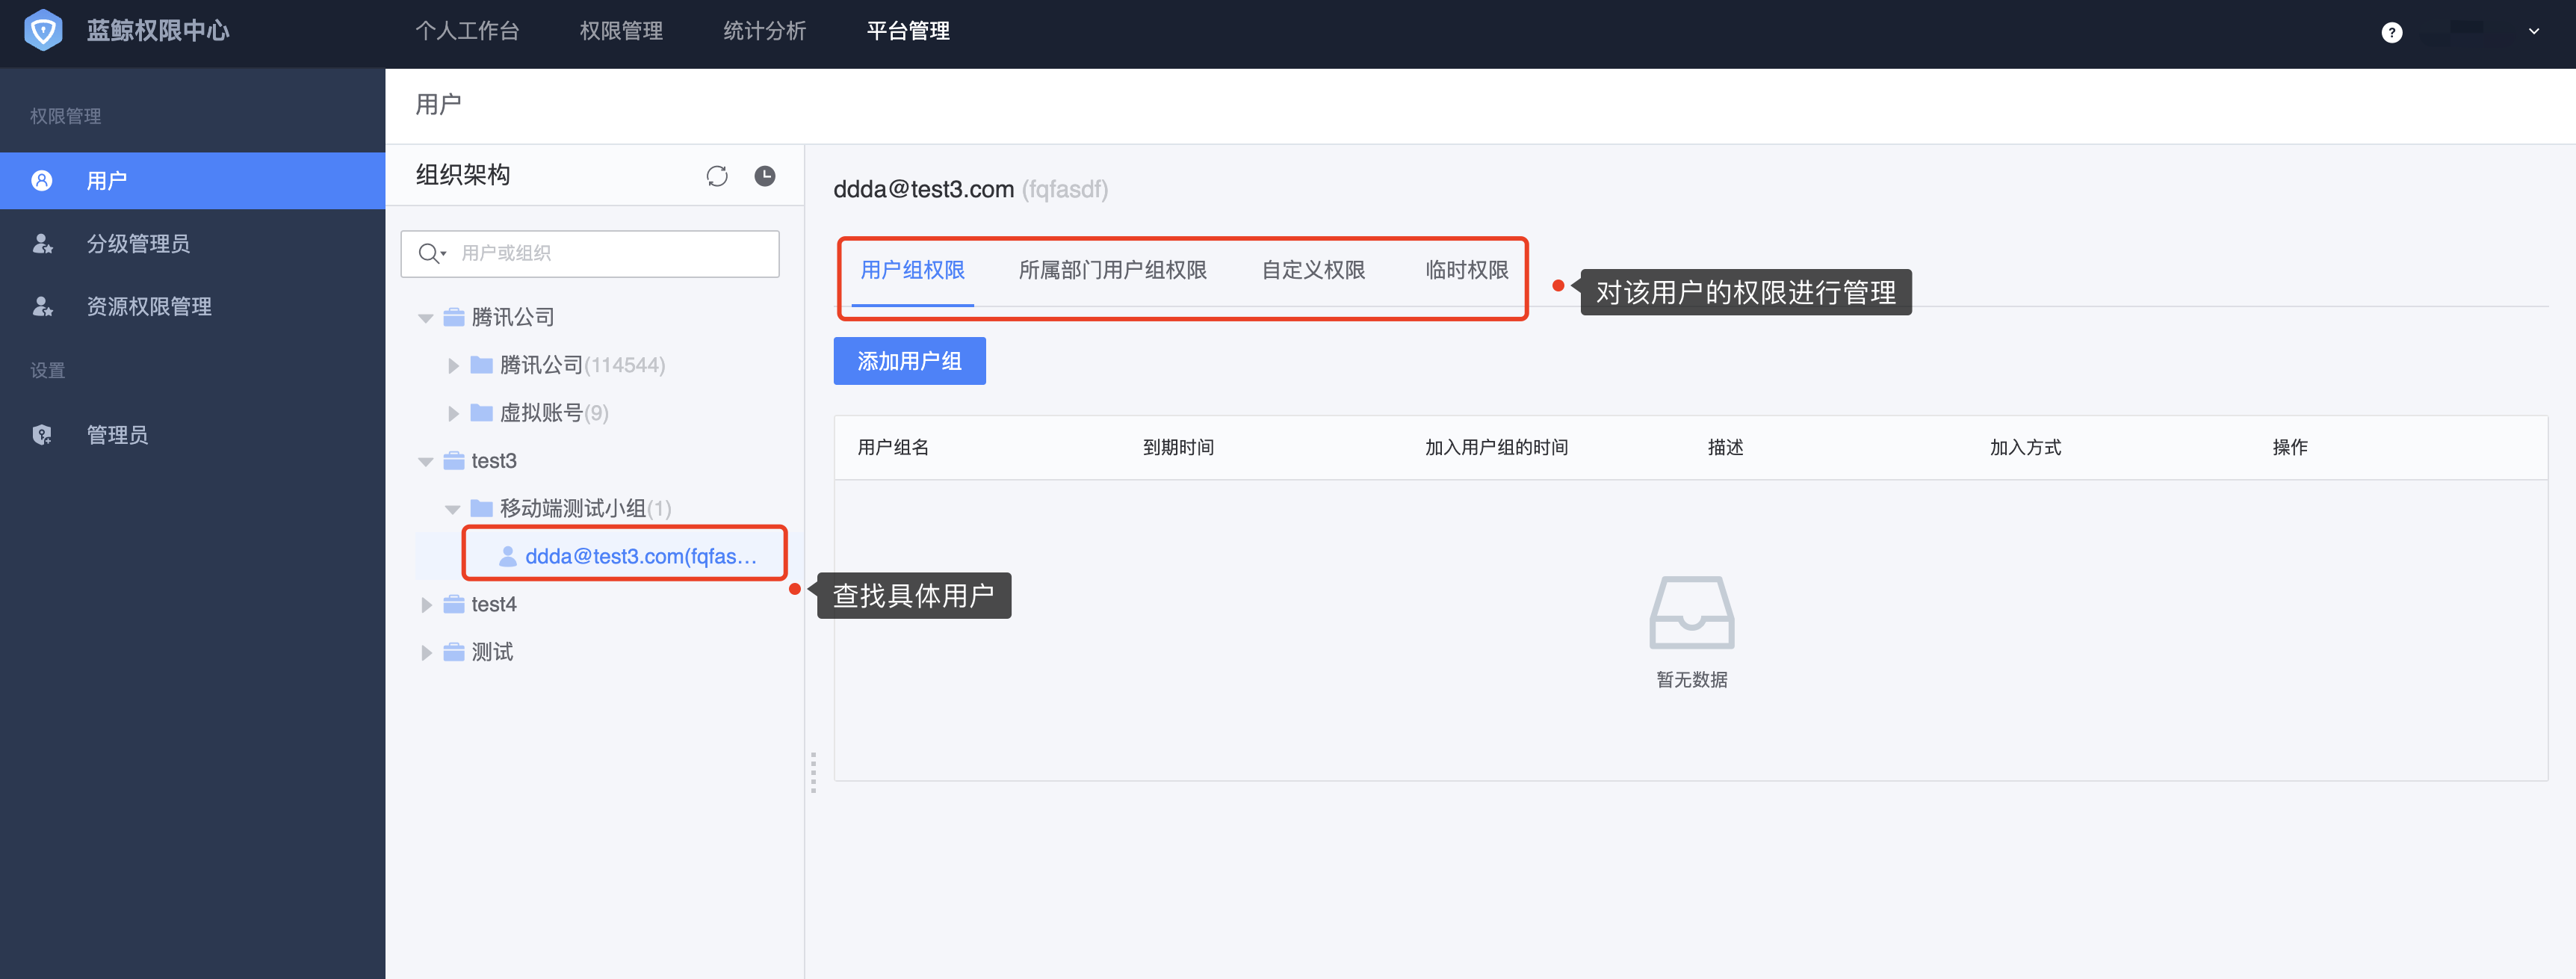 蓝鲸权限中心
个人工作台 权限管理 统计分析 平台管理
?
权限管理
用户
分级管理员
资源权限管理
设置
管理员
用户
组织架构
用户或组织
腾讯公司
腾讯公司(114544)
虚拟账号(9)
test3
移动端测试小组(1)
ddda@test3.com(fqfas...
查找具体用户
test4
测试
ddda@test3.com (fqfasdf)
用户组权限 所属部门用户组权限 自定义权限 临时权限
对该用户的权限进行管理
添加用户组
用户组名 到期时间 加入用户组的时间 描述 加入方式 操作
暂无数据